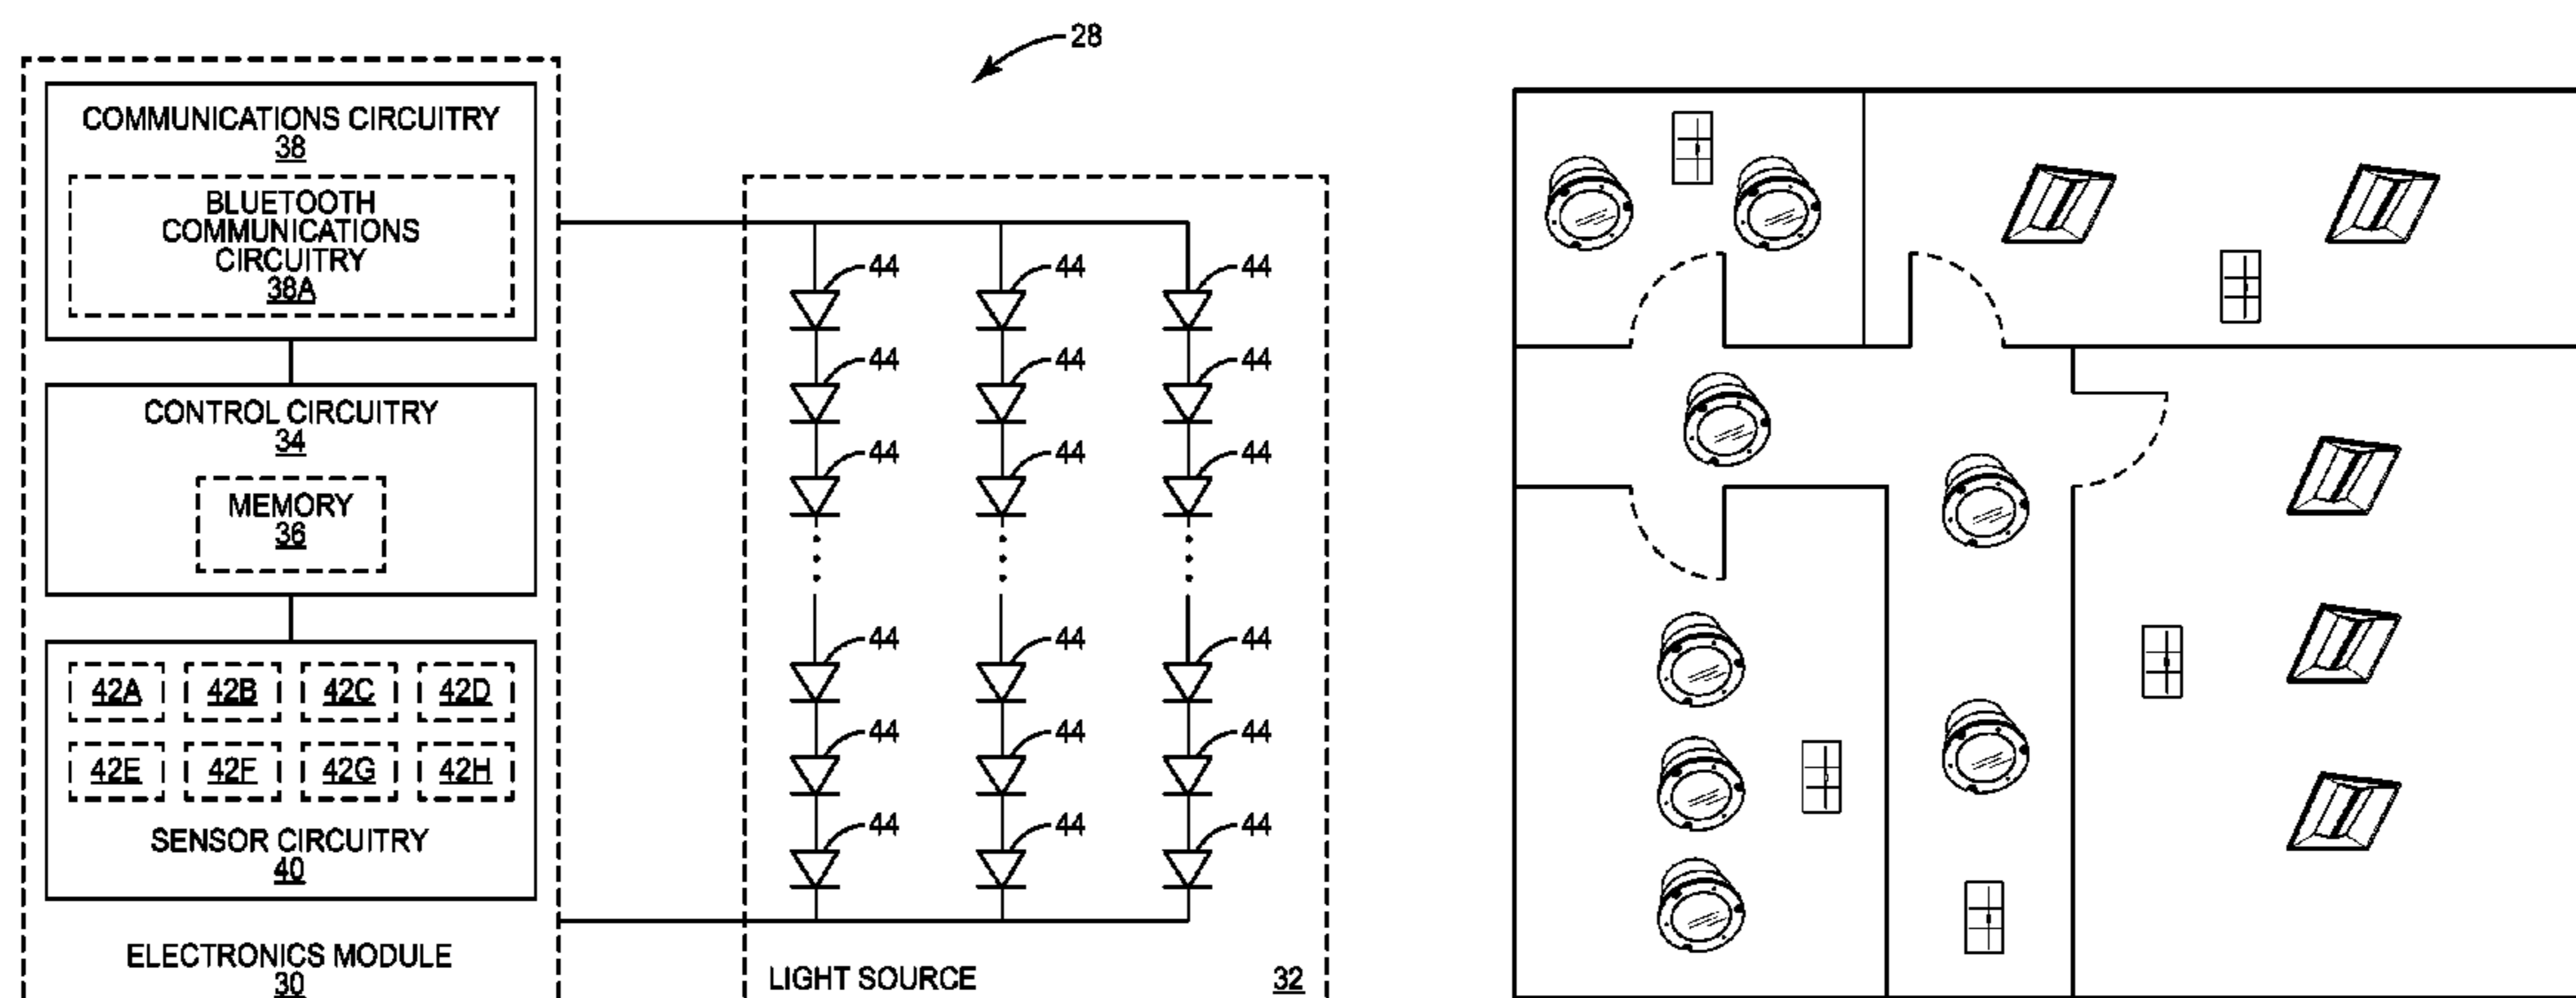 28
COMMUNICATIONS CIRCUITRY
38
BLUETOOTH
COMMUNICATIONS
CIRCUITRY
38A
CONTROL CIRCUITRY
34
MEMORY
36
42A 42B 42C 42D
42E 42F 42G 42H
SENSOR CIRCUITRY
40
ELECTRONICS MODULE
30
44 44 44
44 44 44
44 44 44
44 44 44
44 44 44
44 44 44
LIGHT SOURCE 32